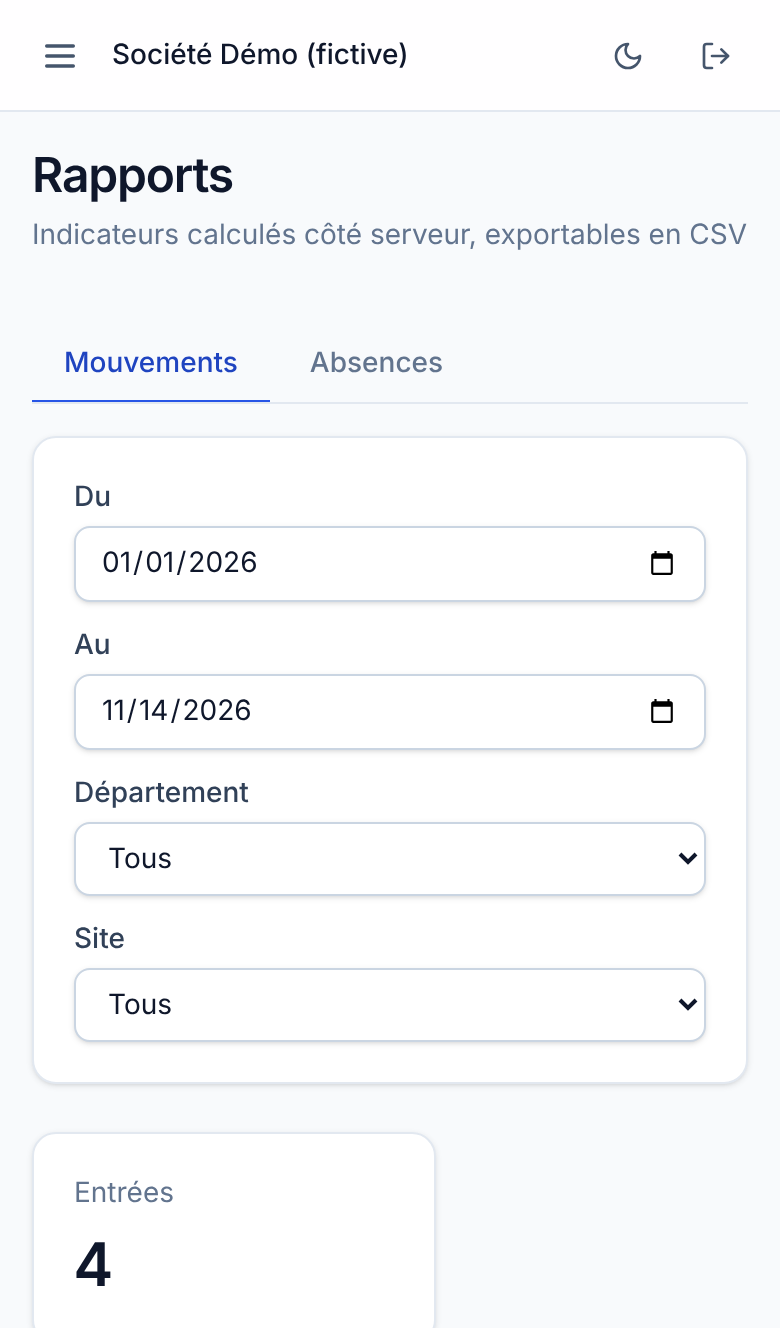 Société Démo (fictive)
Rapports
Indicateurs calculés côté serveur, exportables en CSV
Mouvements
Absences
Du
01/01/2026
Au
11/14/2026
Département
Tous
Site
Tous
Entrées
4